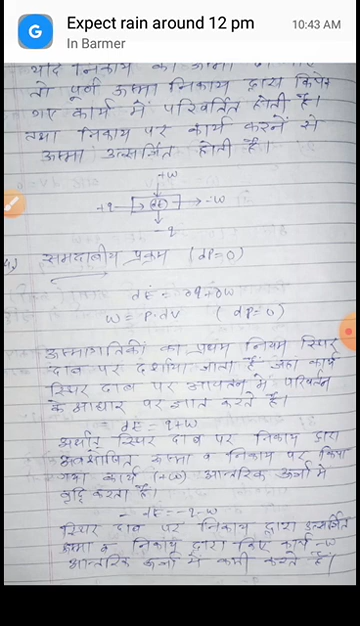 Expect rain around 12 pm
10:43 AM
In Barmer
यदि निकाय
तो पूर्ण ऊष्मा निकाय द्वारा किये
गए कार्य में परिवर्तित होती है।
तथा निकाय पर कार्य करने से
ऊष्मा उत्सर्जित होती है।
+w
+q → (dE) → -w
-q
समदाबीय प्रक्रम (dP=0)
w = P.dV (dP=0)
ऊष्मागतिकी का प्रथम नियम स्थिर
दाब पर दर्शाया जाता है जहा कार्य
स्थिर दाब पर आयतन में परिवर्तन
के आधार पर ज्ञात करते है।
dE = q+w
अर्थात् स्थिर दाब पर निकाय द्वारा
अवशोषित ऊष्मा व निकाय पर किया
गया कार्य (+w) आन्तरिक ऊर्जा में
वृद्धि करता है।
- dE = -q-w
स्थिर दाब पर निकाय द्वारा उत्सर्जित
ऊष्मा व निकाय द्वारा किए कार्य -w
आन्तरिक ऊर्जा में कमी करते है।